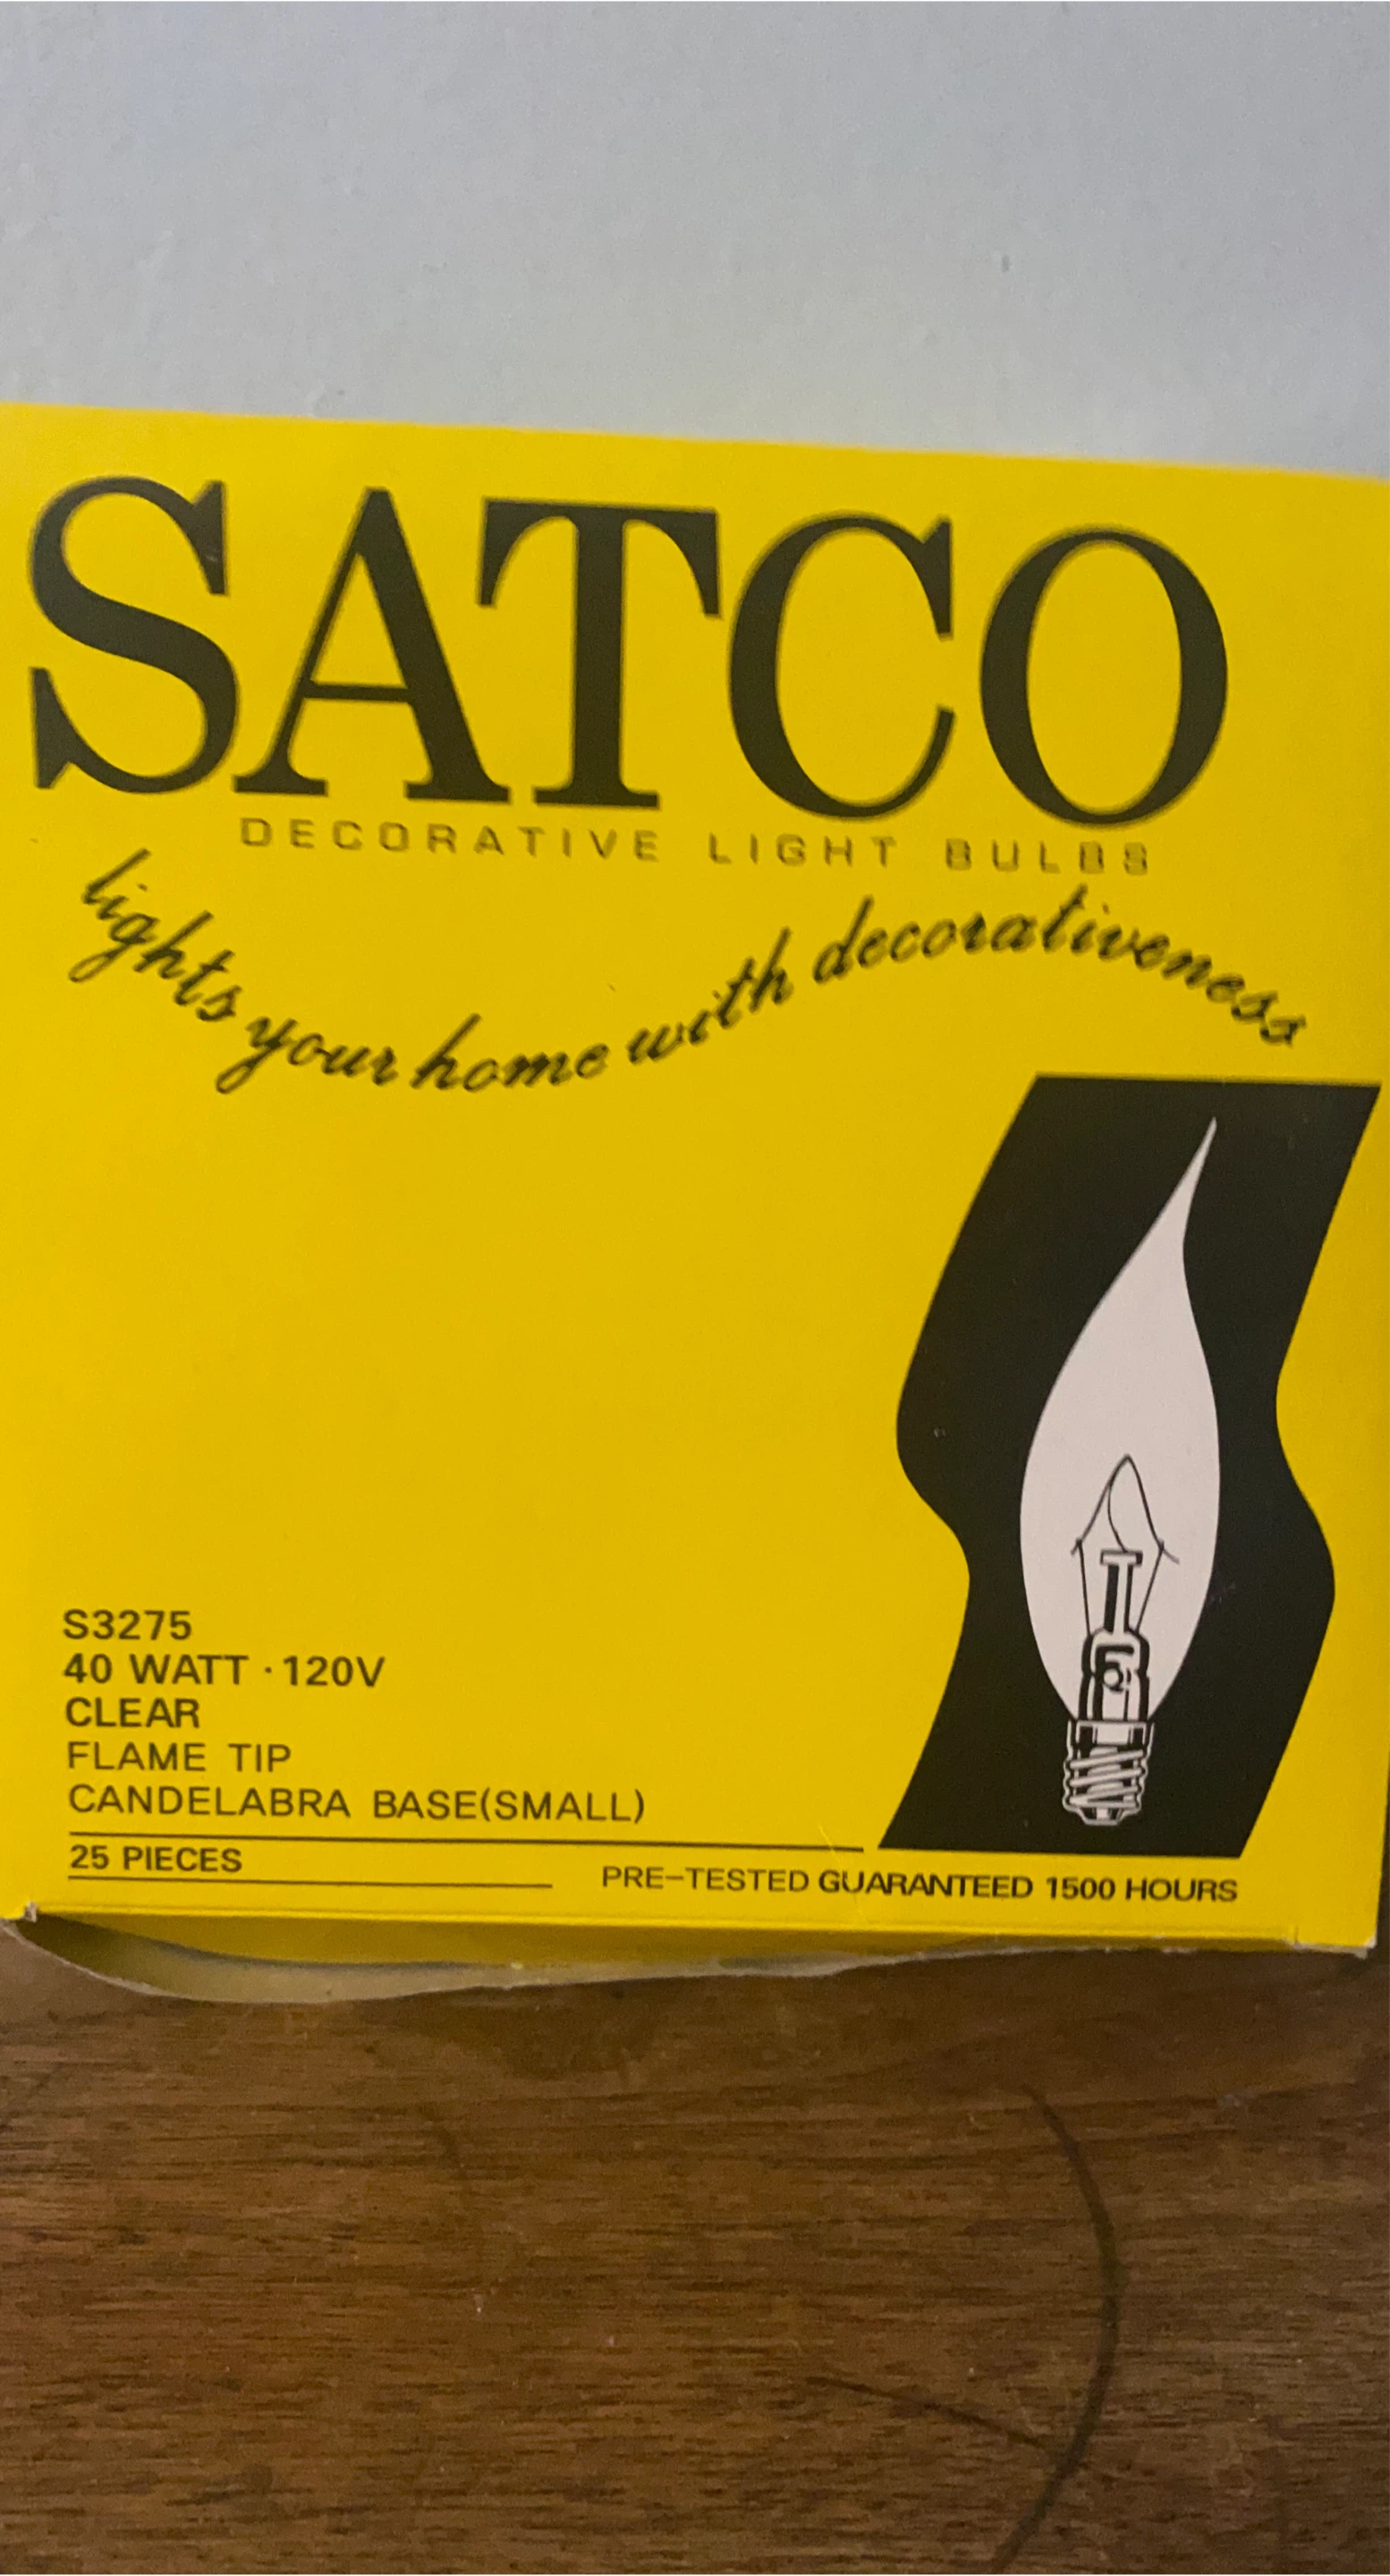 SATCO
DECORATIVE LIGHT BULBS
lights your home with decorativeness
S3275
40 WATT · 120V
CLEAR
FLAME TIP
CANDELABRA BASE(SMALL)
25 PIECES
PRE-TESTED GUARANTEED 1500 HOURS